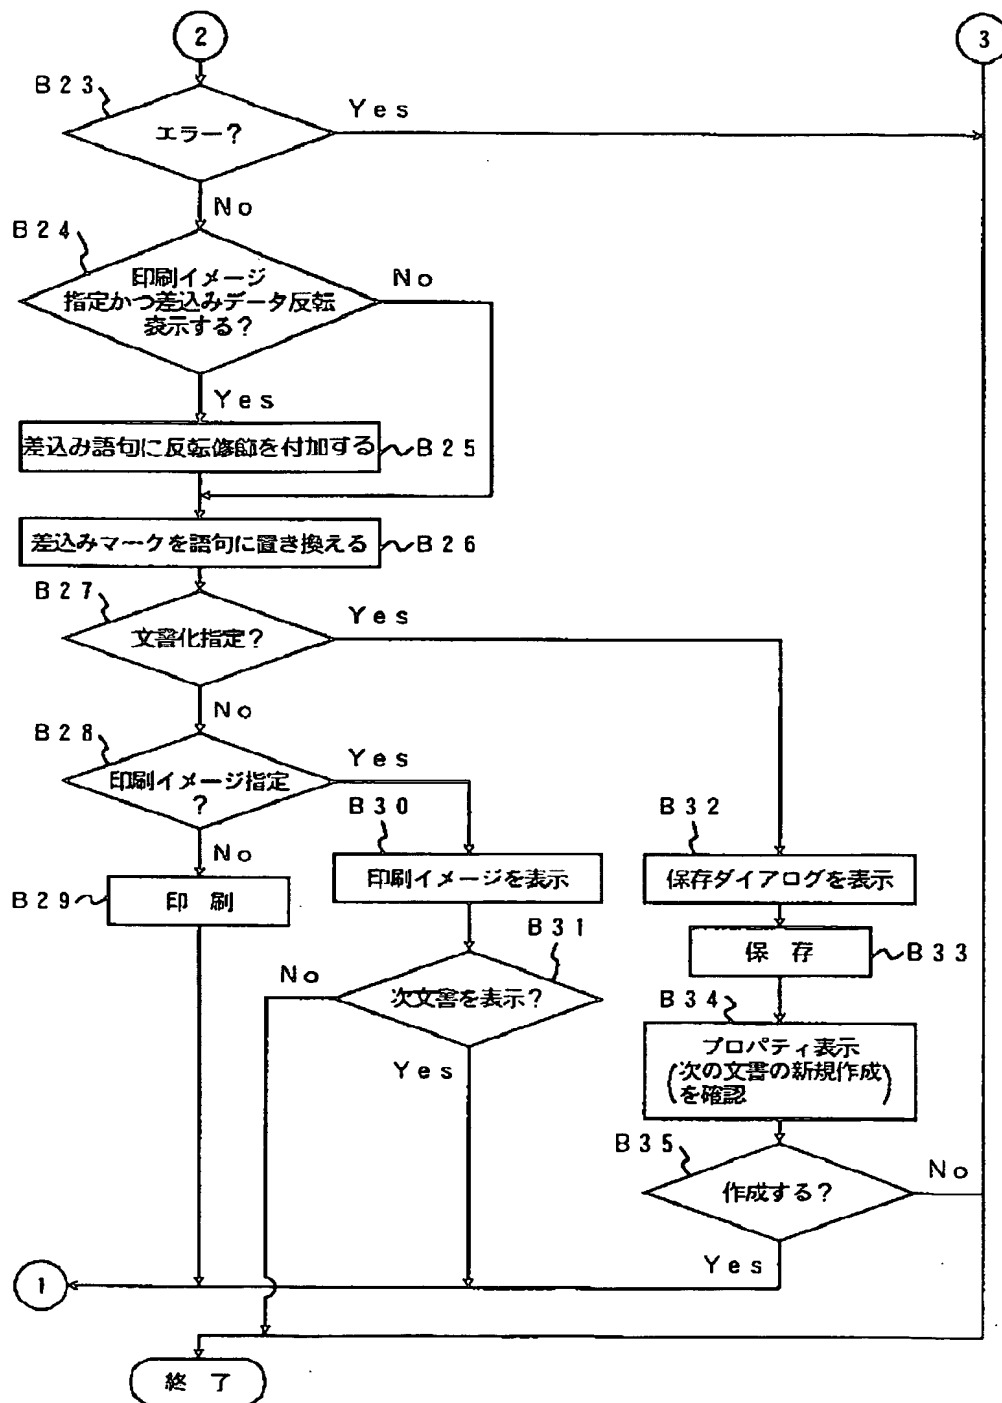 2
3
B23
エラー?
Yes
No
B24
印刷イメージ
指定かつ差込みデータ反転
表示する?
No
Yes
差込み語句に反転修飾を付加する
B25
差込みマークを語句に置き換える
B26
B27
文書化指定?
Yes
No
B28
印刷イメージ指定
?
Yes
No
B29
印 刷
B30
印刷イメージを表示
B31
次文書を表示?
No
Yes
B32
保存ダイアログを表示
保 存
B33
B34
プロパティ表示
(次の文書の新規作成)
を確認
B35
作成する?
No
Yes
1
終 了